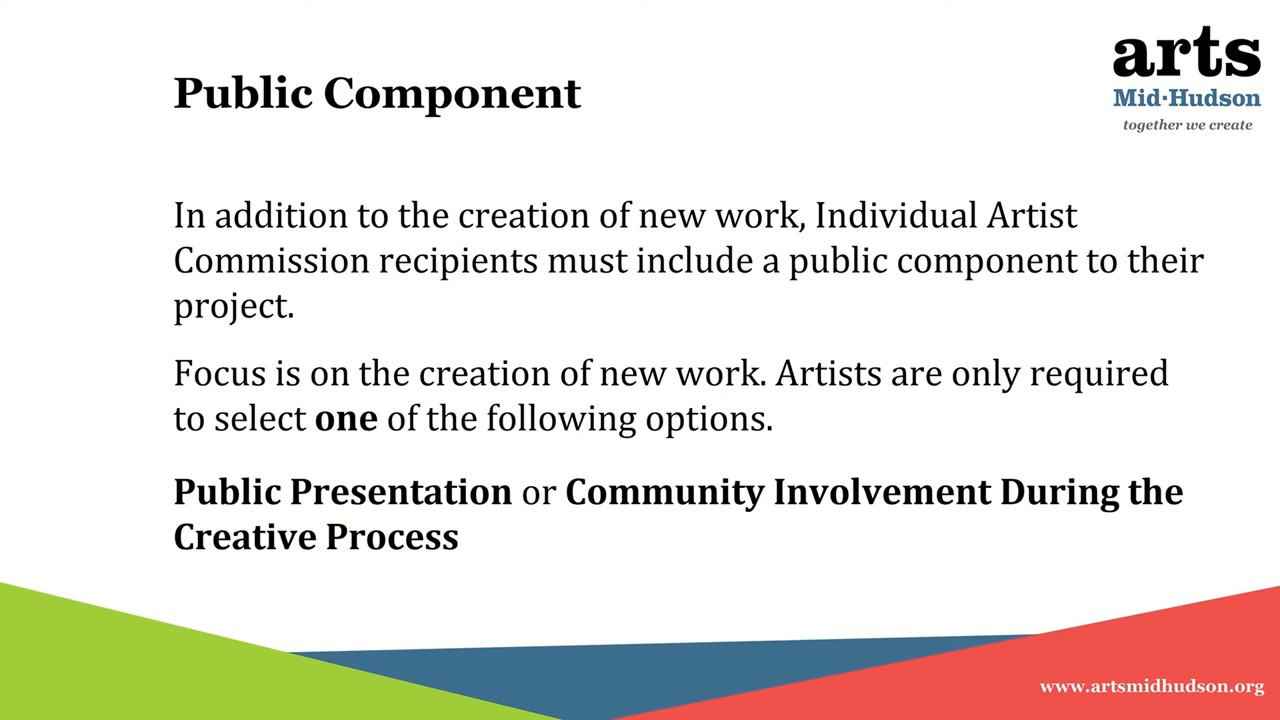 arts
Mid·Hudson
together we create
Public Component
In addition to the creation of new work, Individual Artist
Commission recipients must include a public component to their
project.
Focus is on the creation of new work. Artists are only required
to select one of the following options.
Public Presentation or Community Involvement During the
Creative Process
www.artsmidhudson.org